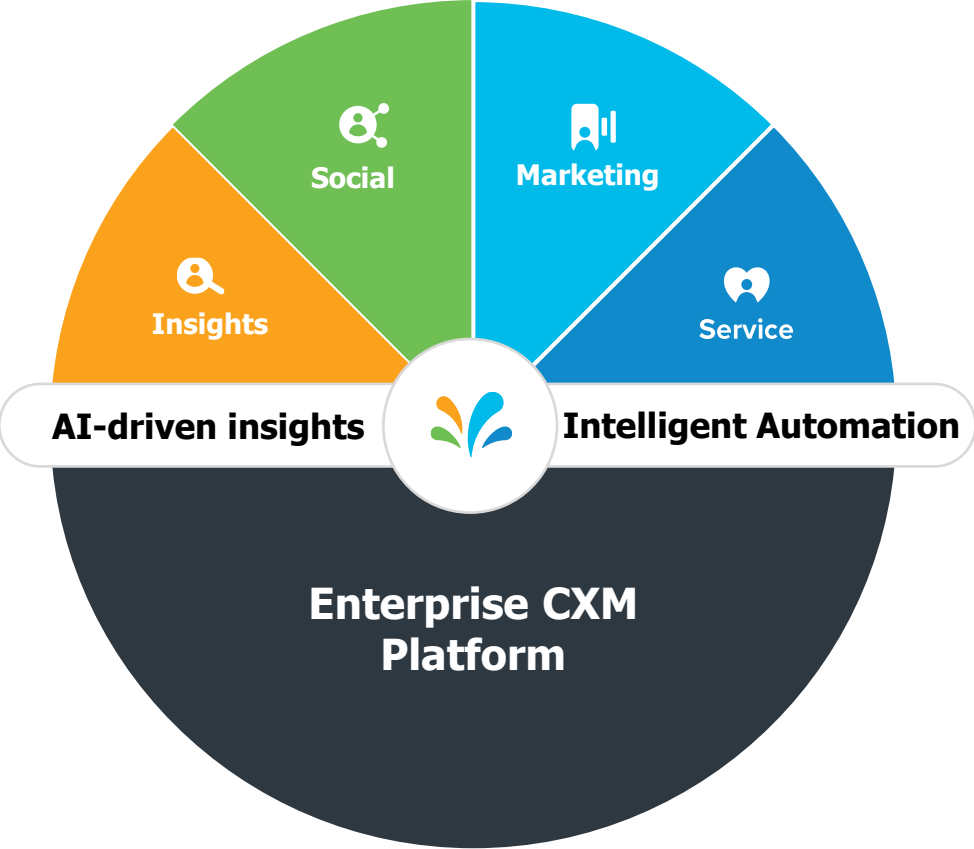 Social
Marketing
Insights
Service
AI-driven insights
Intelligent Automation
Enterprise CXM
Platform